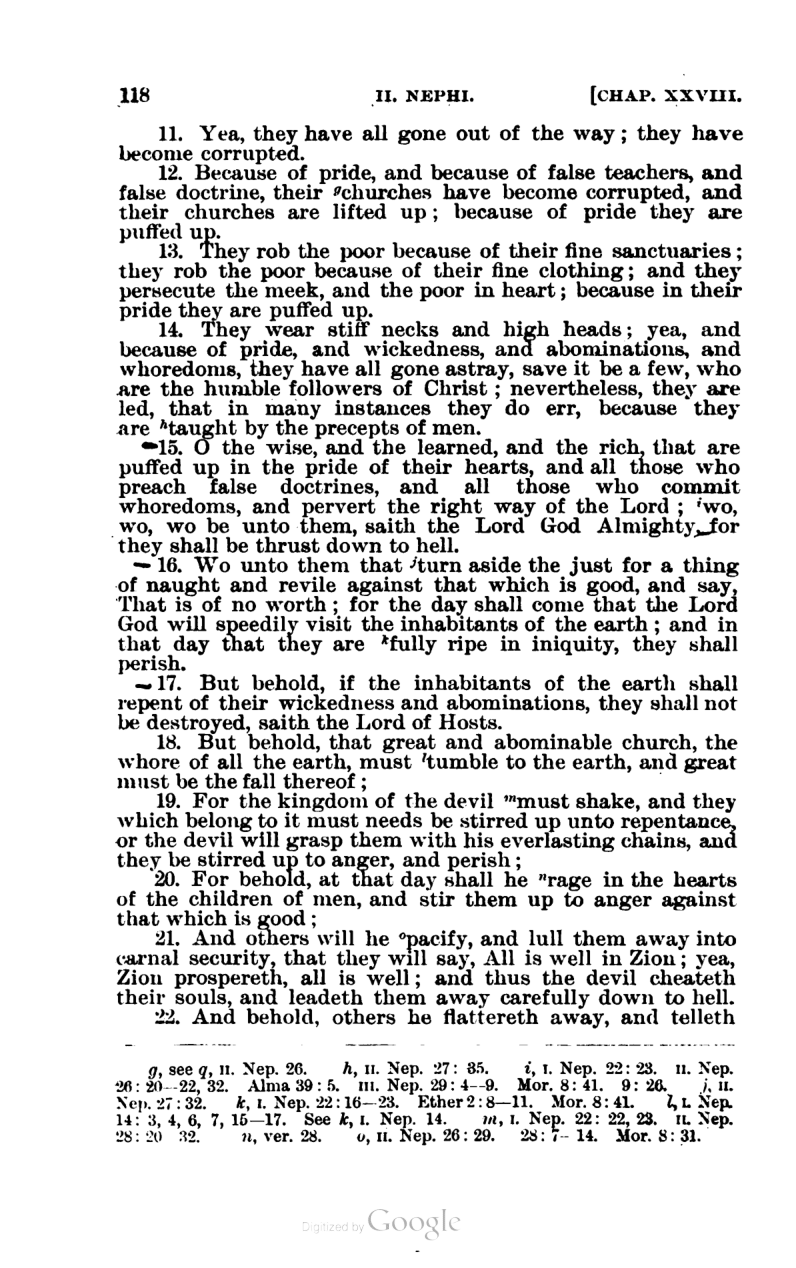 118 II. NEPHI. [CHAP. XXVIII.
11. Yea, they have all gone out of the way; they have
become corrupted.
12. Because of pride, and because of false teachers, and
false doctrine, their gchurches have become corrupted, and
their churches are lifted up; because of pride they are
puffed up.
13. They rob the poor because of their fine sanctuaries;
they rob the poor because of their fine clothing; and they
persecute the meek, and the poor in heart; because in their
pride they are puffed up.
14. They wear stiff necks and high heads; yea, and
because of pride, and wickedness, and abominations, and
whoredoms, they have all gone astray, save it be a few, who
are the humble followers of Christ; nevertheless, they are
led, that in many instances they do err, because they
are htaught by the precepts of men.
15. O the wise, and the learned, and the rich, that are
puffed up in the pride of their hearts, and all those who
preach false doctrines, and all those who commit
whoredoms, and pervert the right way of the Lord; iwo,
wo, wo be unto them, saith the Lord God Almighty, for
they shall be thrust down to hell.
16. Wo unto them that jturn aside the just for a thing
of naught and revile against that which is good, and say,
That is of no worth; for the day shall come that the Lord
God will speedily visit the inhabitants of the earth; and in
that day that they are kfully ripe in iniquity, they shall
perish.
17. But behold, if the inhabitants of the earth shall
repent of their wickedness and abominations, they shall not
be destroyed, saith the Lord of Hosts.
18. But behold, that great and abominable church, the
whore of all the earth, must ltumble to the earth, and great
must be the fall thereof;
19. For the kingdom of the devil mmust shake, and they
which belong to it must needs be stirred up unto repentance,
or the devil will grasp them with his everlasting chains, and
they be stirred up to anger, and perish;
20. For behold, at that day shall he nrage in the hearts
of the children of men, and stir them up to anger against
that which is good;
21. And others will he opacify, and lull them away into
carnal security, that they will say, All is well in Zion; yea,
Zion prospereth, all is well; and thus the devil cheateth
their souls, and leadeth them away carefully down to hell.
22. And behold, others he flattereth away, and telleth
g, see q, II. Nep. 26. h, II. Nep. 27: 35. i, I. Nep. 22: 23. II. Nep.
26: 20--22, 32. Alma 39: 5. III. Nep. 29: 4--9. Mor. 8: 41. 9: 26. j, II.
Nep. 27: 32. k, I. Nep. 22: 16—23. Ether 2: 8—11. Mor. 8: 41. l, I. Nep.
14: 3, 4, 6, 7, 15—17. See k, I. Nep. 14. m, I. Nep. 22: 22, 23. II. Nep.
28: 20 32. n, ver. 28. o, II. Nep. 26: 29. 28: 7-- 14. Mor. 8: 31.
Digitized by Google